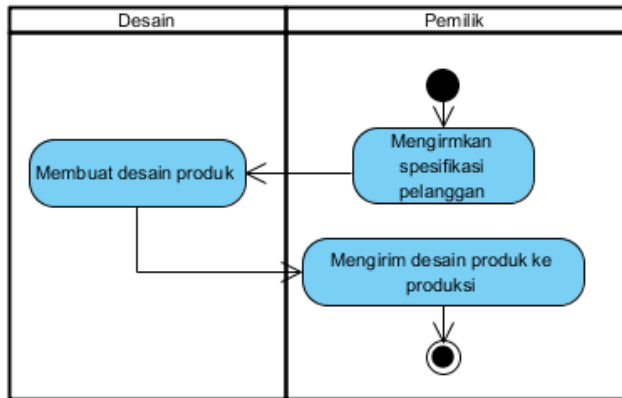 Desain
Pemilik
Mengirmkan
spesifikasi
pelanggan
Membuat desain produk
Mengirim desain produk ke
produksi